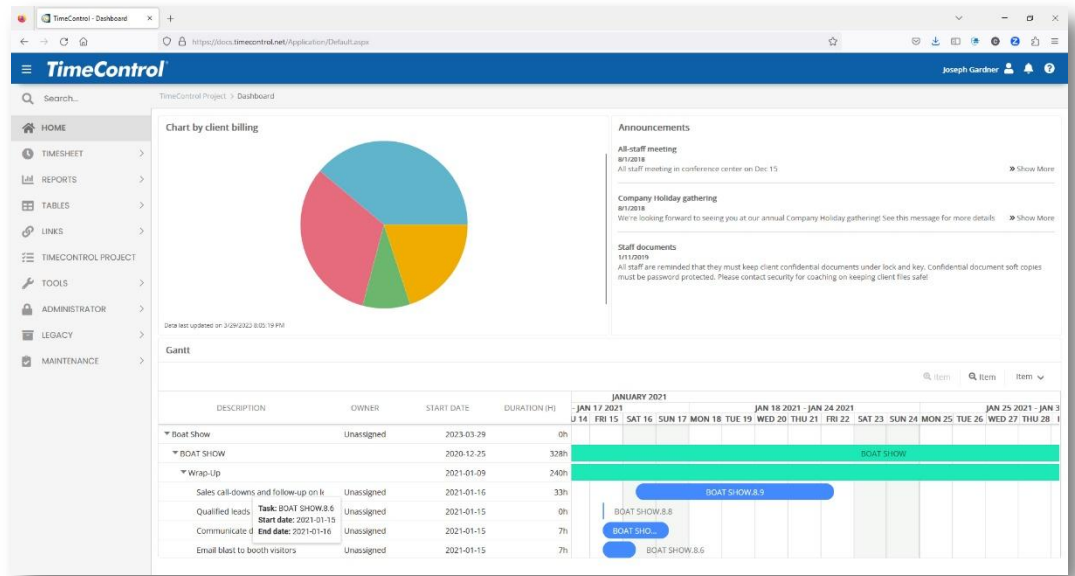 TimeControl - Dashboard
https://docs.timecontrol.net/Application/Default.aspx
TimeControl
Joseph Gardner
Search...
TimeControl Project > Dashboard
HOME
TIMESHEET
REPORTS
TABLES
LINKS
TIMECONTROL PROJECT
TOOLS
ADMINISTRATOR
LEGACY
MAINTENANCE
Chart by client billing
Data last updated on 3/29/2023 8:05:19 PM
Announcements
All-staff meeting
8/1/2018
All staff meeting in conference center on Dec 15
» Show More
Company Holiday gathering
8/1/2018
We're looking forward to seeing you at our annual Company Holiday gathering! See this message for more details
» Show More
Staff documents
1/11/2019
All staff are reminded that they must keep client confidential documents under lock and key. Confidential document soft copies
must be password protected. Please contact security for coaching on keeping client files safe!
Gantt
Item Item Item
JANUARY 2021
- JAN 17 2021 JAN 18 2021 - JAN 24 2021 JAN 25 2021 - JAN 3
DESCRIPTION OWNER START DATE DURATION (H)
U 14 FRI 15 SAT 16 SUN 17 MON 18 TUE 19 WED 20 THU 21 FRI 22 SAT 23 SUN 24 MON 25 TUE 26 WED 27 THU 28
Boat Show Unassigned 2023-03-29 0h
BOAT SHOW 2020-12-25 328h BOAT SHOW
Wrap-Up 2021-01-09 240h
Sales call-downs and follow-up on le Unassigned 2021-01-16 33h BOAT SHOW.8.9
Qualified leads Unassigned 2021-01-15 0h BOAT SHOW.8.8
Communicate d Unassigned 2021-01-15 7h BOAT SHO...
Email blast to booth visitors Unassigned 2021-01-15 7h BOAT SHOW.8.6
Task: BOAT SHOW.8.6
Start date: 2021-01-15
End date: 2021-01-16